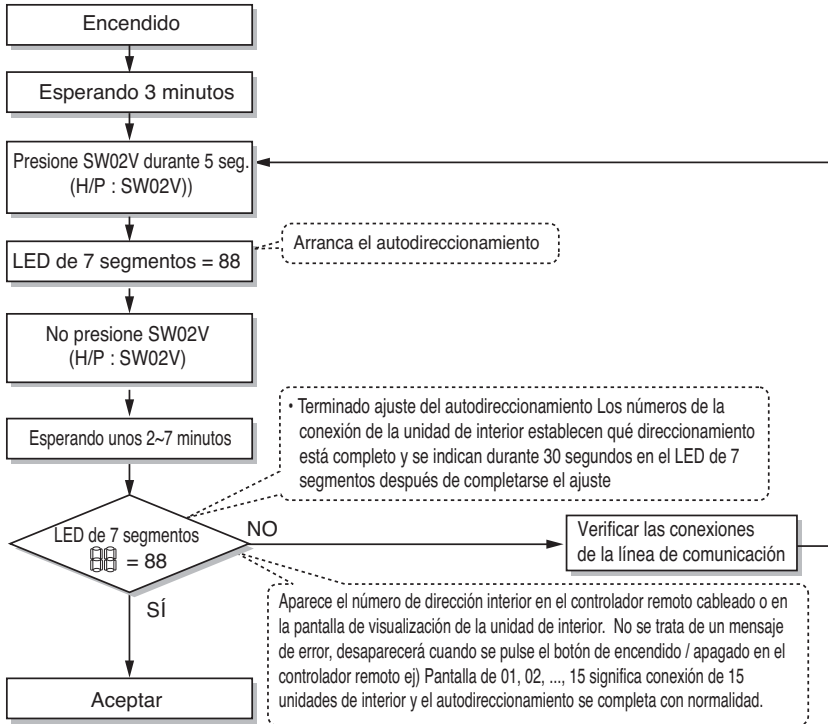 Encendido
Esperando 3 minutos
Presione SW02V durante 5 seg.
(H/P : SW02V))
Arranca el autodireccionamiento
LED de 7 segmentos = 88
No presione SW02V
(H/P : SW02V)
• Terminado ajuste del autodireccionamiento Los números de la
conexión de la unidad de interior establecen qué direccionamiento
está completo y se indican durante 30 segundos en el LED de 7
segmentos después de completarse el ajuste
Esperando unos 2~7 minutos
LED de 7 segmentos
88 = 88
NO
Verificar las conexiones
de la línea de comunicación
SÍ
Aparece el número de dirección interior en el controlador remoto cableado o en
la pantalla de visualización de la unidad de interior. No se trata de un mensaje
de error, desaparecerá cuando se pulse el botón de encendido / apagado en el
controlador remoto ej) Pantalla de 01, 02, ..., 15 significa conexión de 15
unidades de interior y el autodireccionamiento se completa con normalidad.
Aceptar